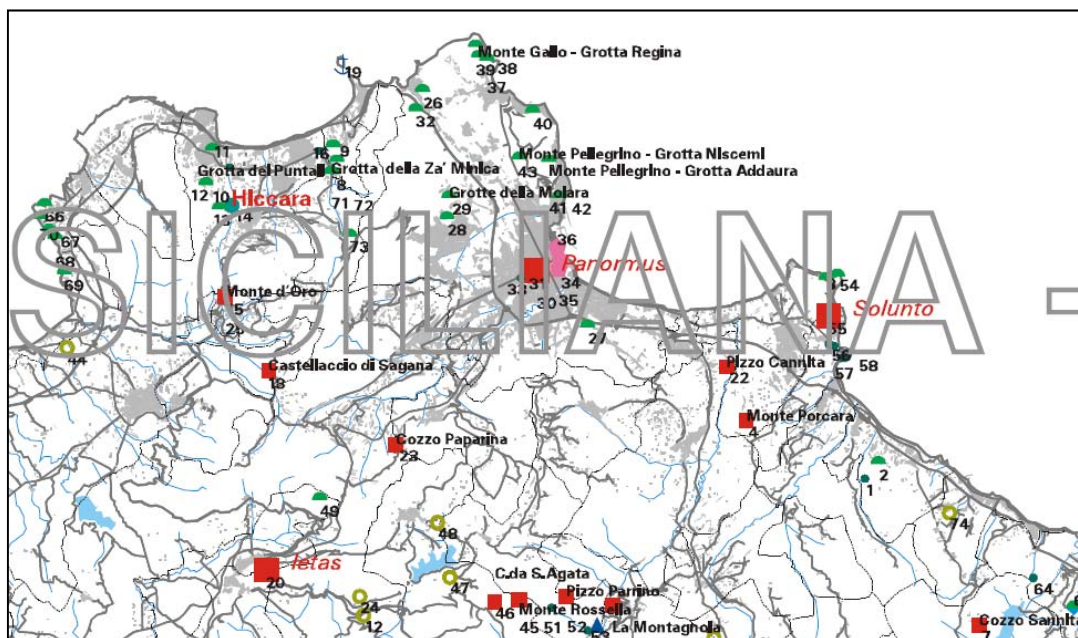 Monte Gallo - Grotta Regina
19
39
38
37
26
32
40
11
16
9
Monte Pellegrino - Grotta Niscemi
43
Grotta dei Puntali
Grotta della Za' Minica
Monte Pellegrino - Grotta Addaura
12
10
Hiccara
8
Grotte della Molara
13
14
71
72
29
41
42
66
28
67
73
36
68
Panormus
SICILIANA -
69
Monte d'Oro
31
34
54
5
33
30
35
Solunto
55
27
44
Castellaccio di Sagana
Pizzo Cannita
56
18
22
57
58
Monte Porcara
4
Cozzo Paparina
23
2
1
49
48
74
Ietas
20
C.da S. Agata
47
64
24
46
Pizzo Parrino
12
Monte Rossella
45
51
52
La Montagnola
53
Cozzo Sannita
7